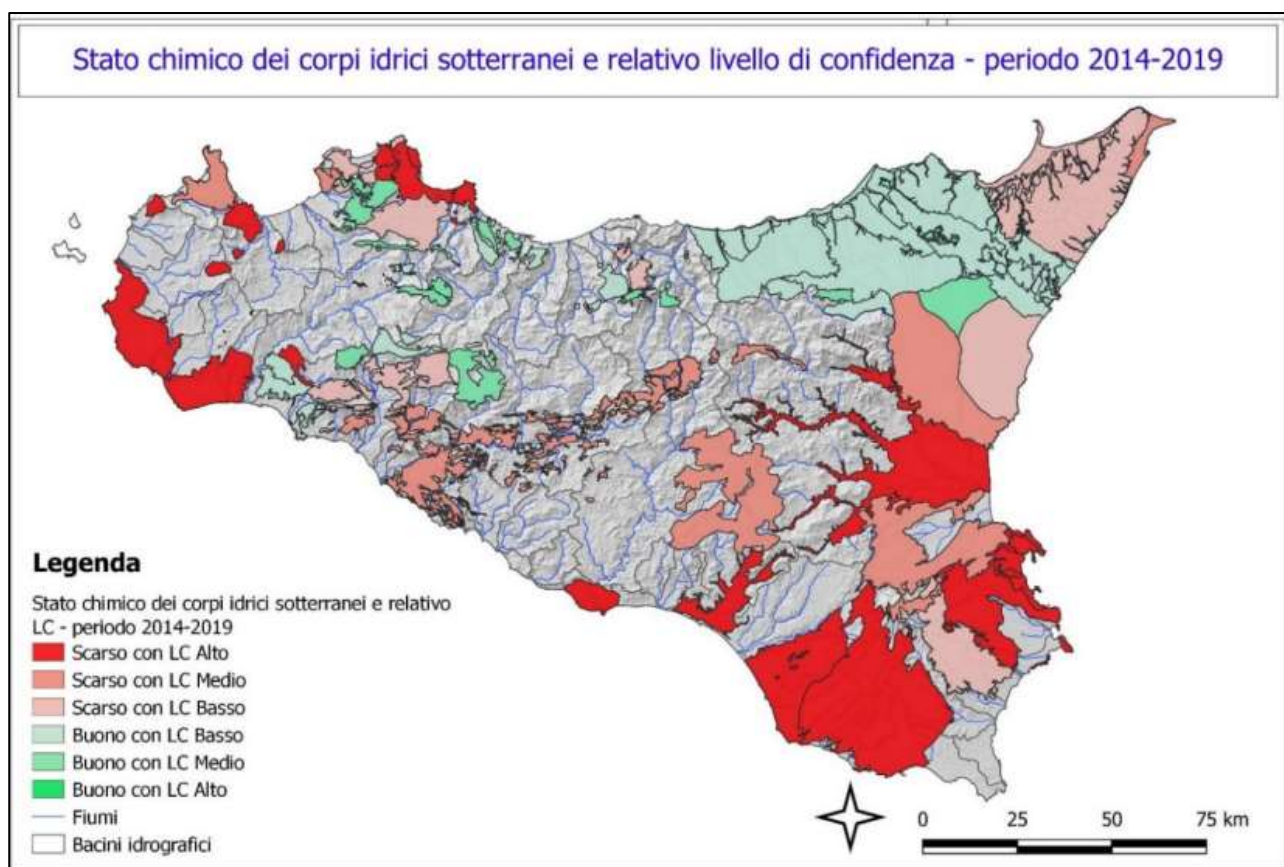 Stato chimico dei corpi idrici sotterranei e relativo livello di confidenza - periodo 2014-2019
Legenda
Stato chimico dei corpi idrici sotterranei e relativo
LC - periodo 2014-2019
Scarso con LC Alto
Scarso con LC Medio
Scarso con LC Basso
Buono con LC Basso
Buono con LC Medio
Buono con LC Alto
Fiumi
Bacini idrografici
0 25 50 75 km